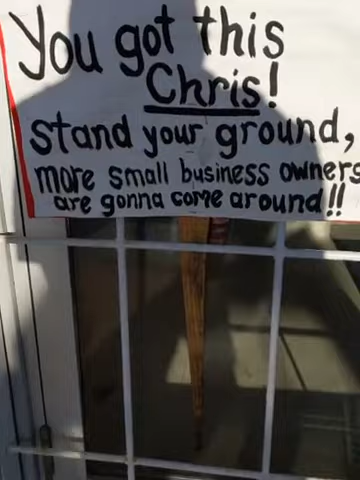 You got this
Chris!
stand your ground,
more small business owners
are gonna come around!!